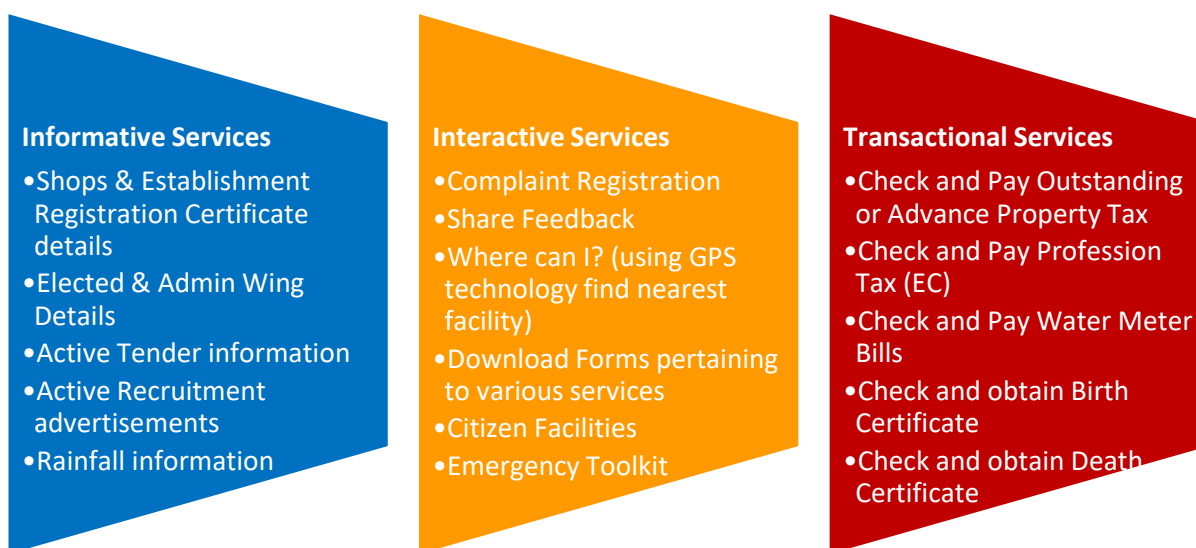 Informative Services
•Shops & Establishment
Registration Certificate
details
•Elected & Admin Wing
Details
•Active Tender information
•Active Recruitment
advertisements
•Rainfall information
Interactive Services
•Complaint Registration
•Share Feedback
•Where can I? (using GPS
technology find nearest
facility)
•Download Forms pertaining
to various services
•Citizen Facilities
•Emergency Toolkit
Transactional Services
•Check and Pay Outstanding
or Advance Property Tax
•Check and Pay Profession
Tax (EC)
•Check and Pay Water Meter
Bills
•Check and obtain Birth
Certificate
•Check and obtain Death
Certificate